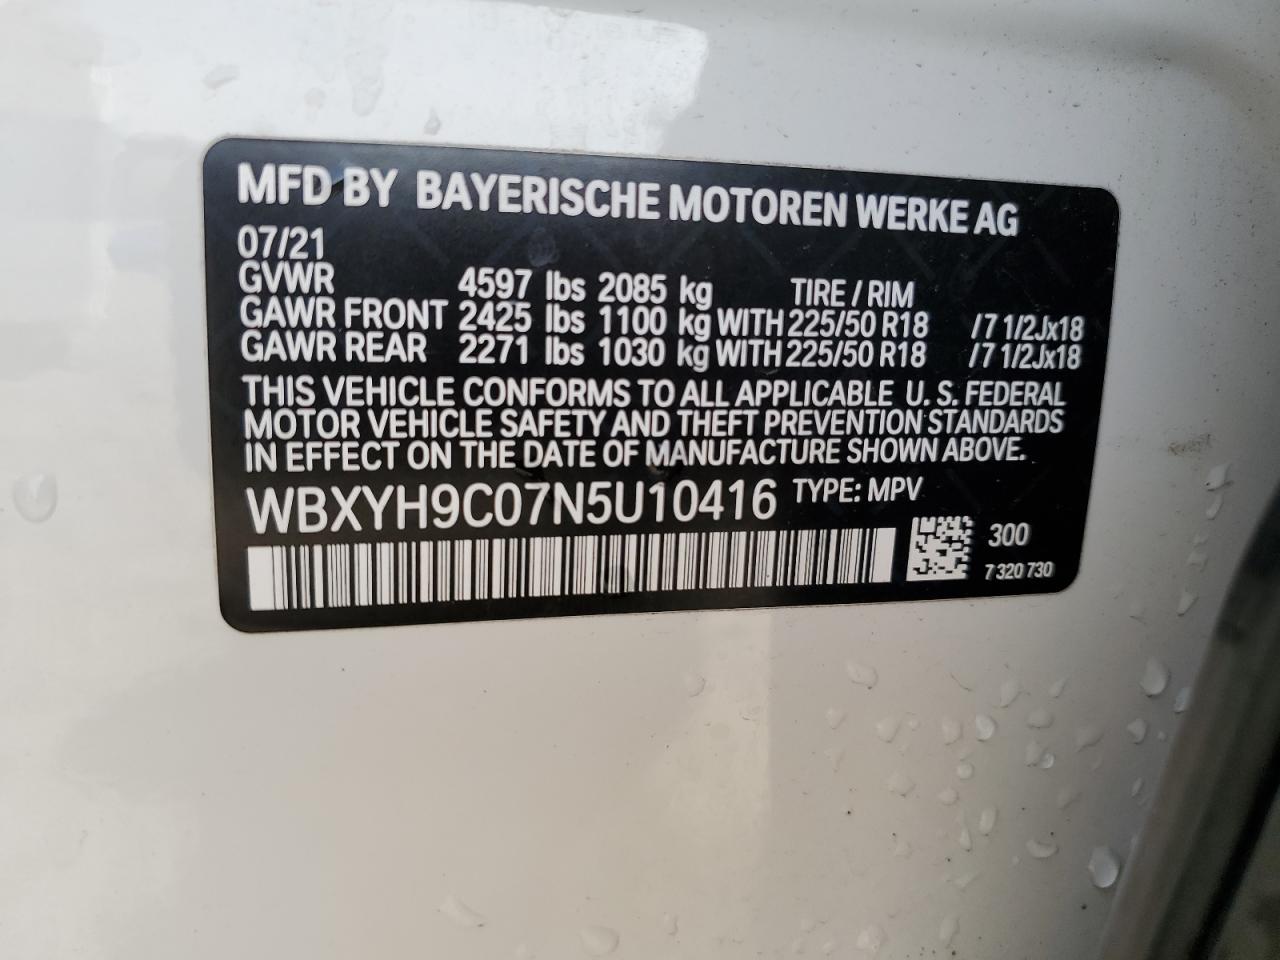 MFD BY BAYERISCHE MOTOREN WERKE AG
07/21
GVWR 4597 lbs 2085 kg TIRE / RIM
GAWR FRONT 2425 lbs 1100 kg WITH 225/50 R18 /7 1/2Jx18
GAWR REAR 2271 lbs 1030 kg WITH 225/50 R18 /7 1/2Jx18
THIS VEHICLE CONFORMS TO ALL APPLICABLE U. S. FEDERAL
MOTOR VEHICLE SAFETY AND THEFT PREVENTION STANDARDS
IN EFFECT ON THE DATE OF MANUFACTURE SHOWN ABOVE.
WBXYH9C07N5U10416 TYPE: MPV
300
7 320 730